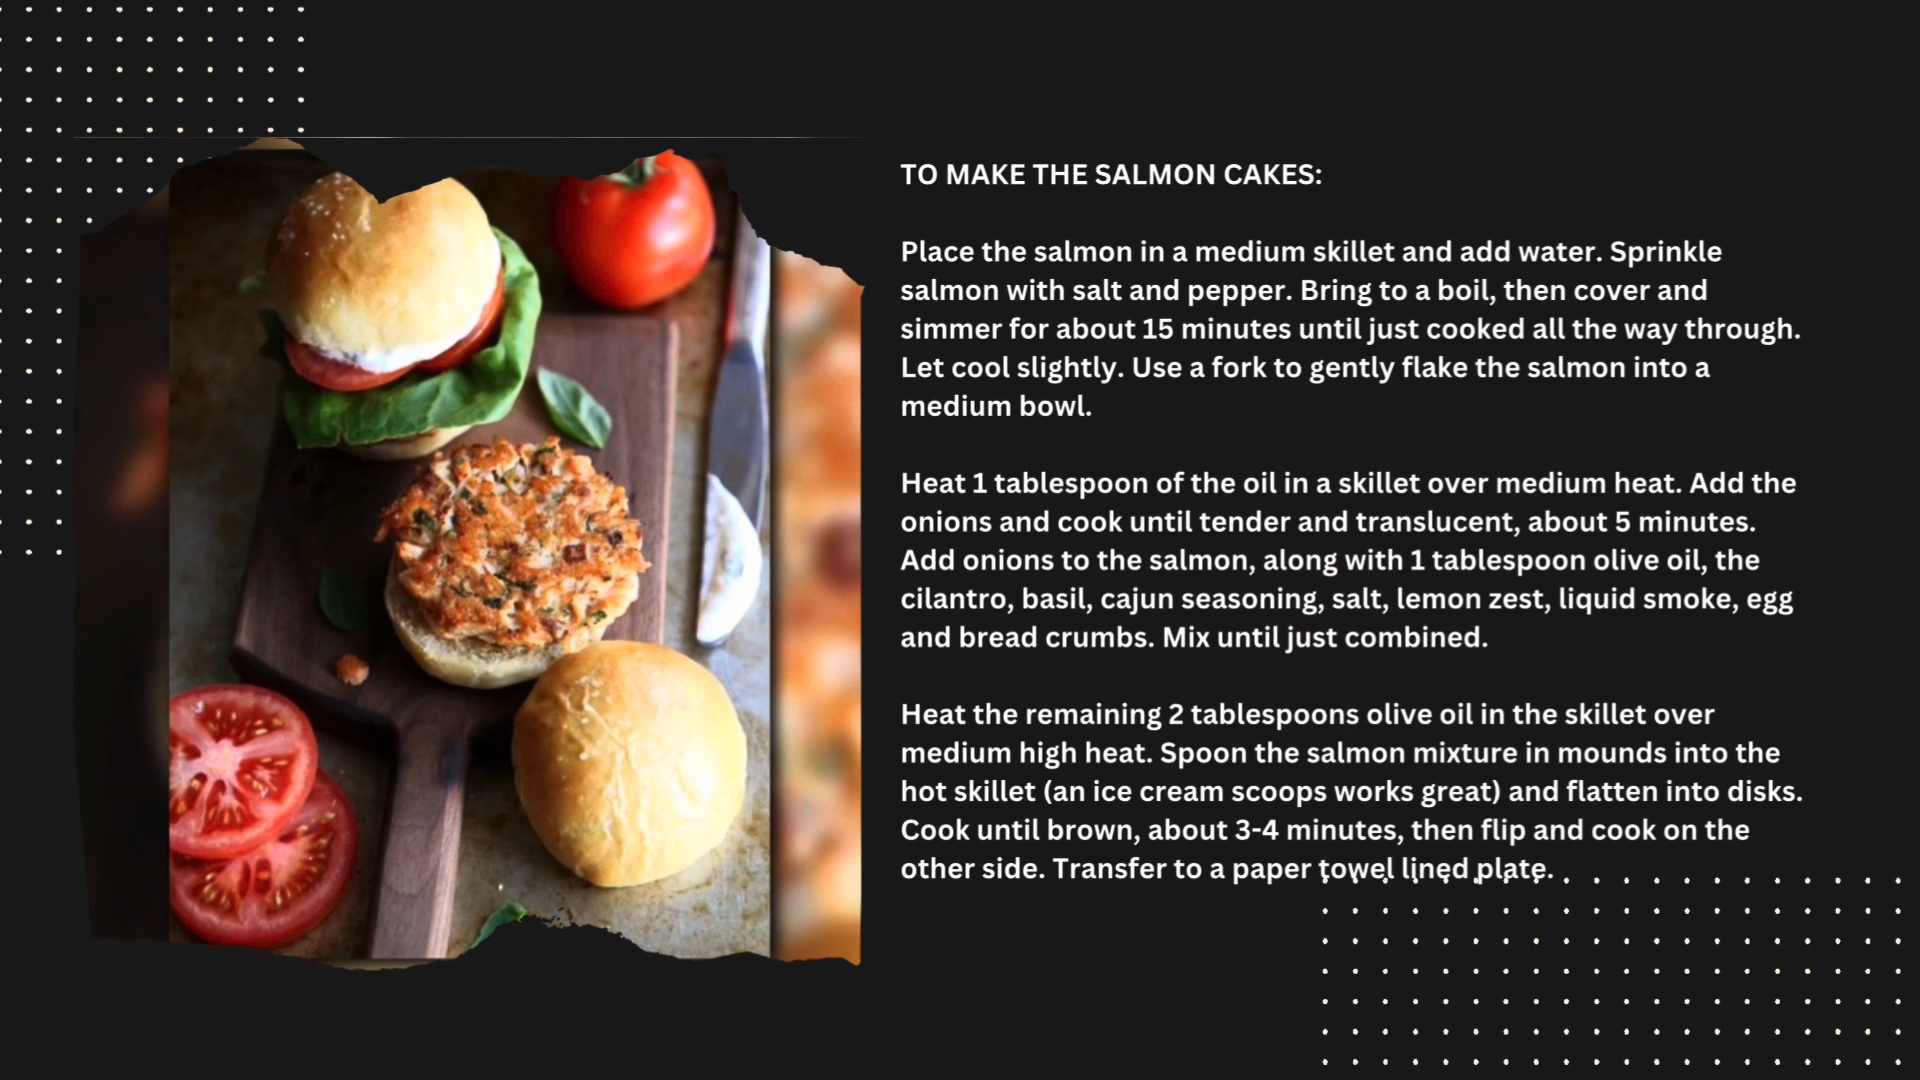 TO MAKE THE SALMON CAKES:
Place the salmon in a medium skillet and add water. Sprinkle
salmon with salt and pepper. Bring to a boil, then cover and
simmer for about 15 minutes until just cooked all the way through.
Let cool slightly. Use a fork to gently flake the salmon into a
medium bowl.
Heat 1 tablespoon of the oil in a skillet over medium heat. Add the
onions and cook until tender and translucent, about 5 minutes.
Add onions to the salmon, along with 1 tablespoon olive oil, the
cilantro, basil, cajun seasoning, salt, lemon zest, liquid smoke, egg
and bread crumbs. Mix until just combined.
Heat the remaining 2 tablespoons olive oil in the skillet over
medium high heat. Spoon the salmon mixture in mounds into the
hot skillet (an ice cream scoops works great) and flatten into disks.
Cook until brown, about 3-4 minutes, then flip and cook on the
other side. Transfer to a paper towel lined plate.